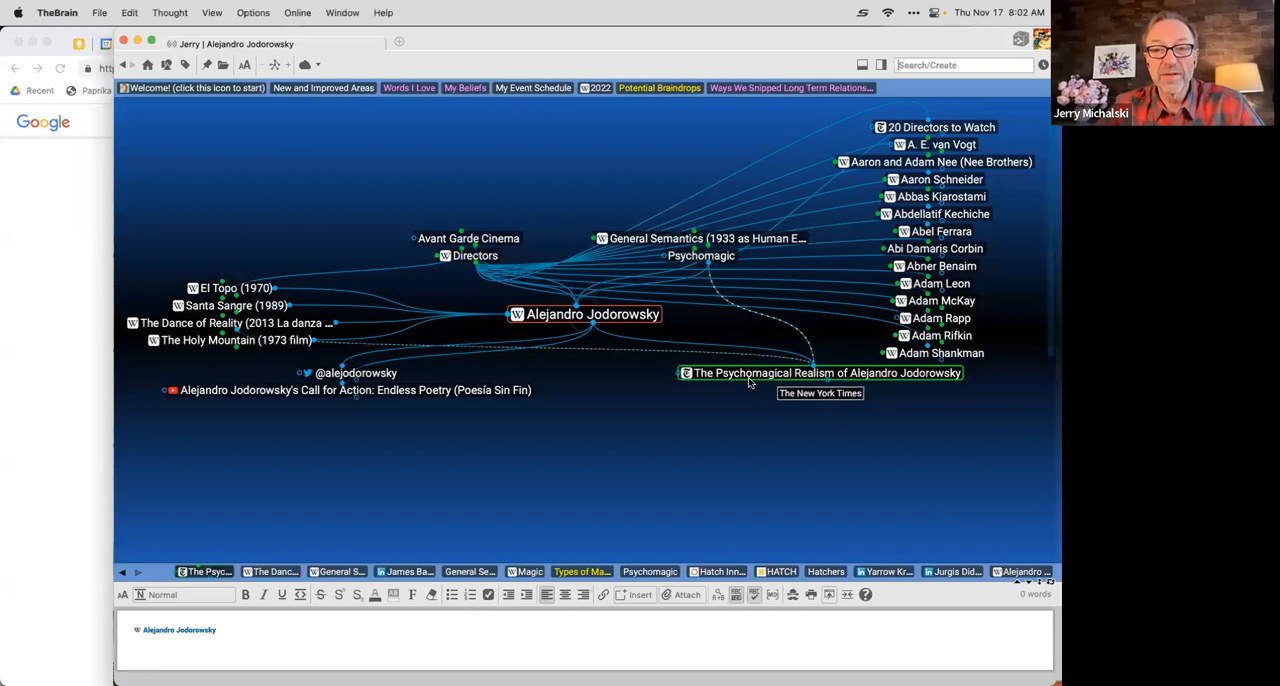 TheBrain File Edit Thought View Options Online Window Help
Thu Nov 17 8:02 AM
Jerry | Alejandro Jodorowsky
Search/Create
Welcome! (click this icon to start) New and Improved Areas Words I Love My Beliefs My Event Schedule 2022 Potential Braindrops Ways We Snipped Long Term Relations...
Recent Paprika
Google
Jerry Michalski
20 Directors to Watch
A. E. van Vogt
Aaron and Adam Nee (Nee Brothers)
Aaron Schneider
Abbas Kiarostami
Abdellatif Kechiche
Abel Ferrara
Abi Damaris Corbin
Abner Benaim
Adam Leon
Adam McKay
Adam Rapp
Adam Rifkin
Adam Shankman
Avant Garde Cinema
Directors
General Semantics (1933 as Human E...
Psychomagic
El Topo (1970)
Santa Sangre (1989)
The Dance of Reality (2013 La danza ...
The Holy Mountain (1973 film)
Alejandro Jodorowsky
@alejodorowsky
Alejandro Jodorowsky's Call for Action: Endless Poetry (Poesía Sin Fin)
The Psychomagical Realism of Alejandro Jodorowsky
The New York Times
The Psyc... The Danc... General S... James Ba... General Se... Magic Types of Ma... Psychomagic Hatch Inn... HATCH Hatchers Yarrow Kr... Jurgis Did... Alejandro ...
Normal B I U S Insert Attach 0 words
Alejandro Jodorowsky